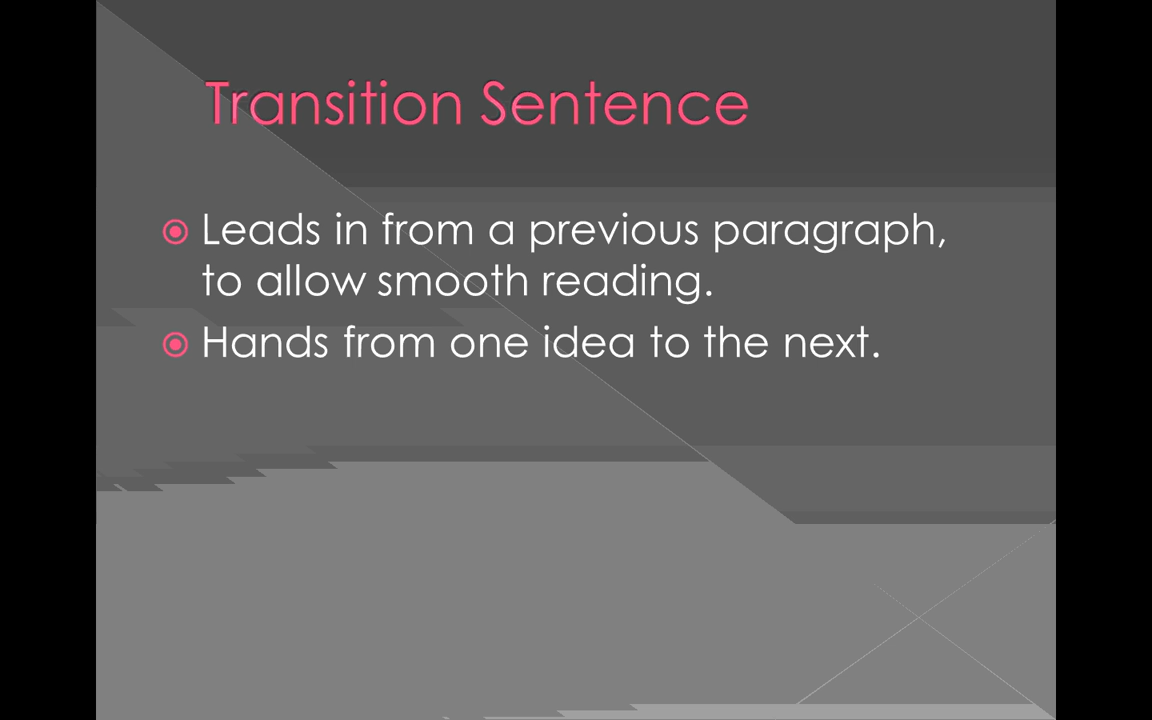 Transition Sentence
Leads in from a previous paragraph,
to allow smooth reading.
Hands from one idea to the next.